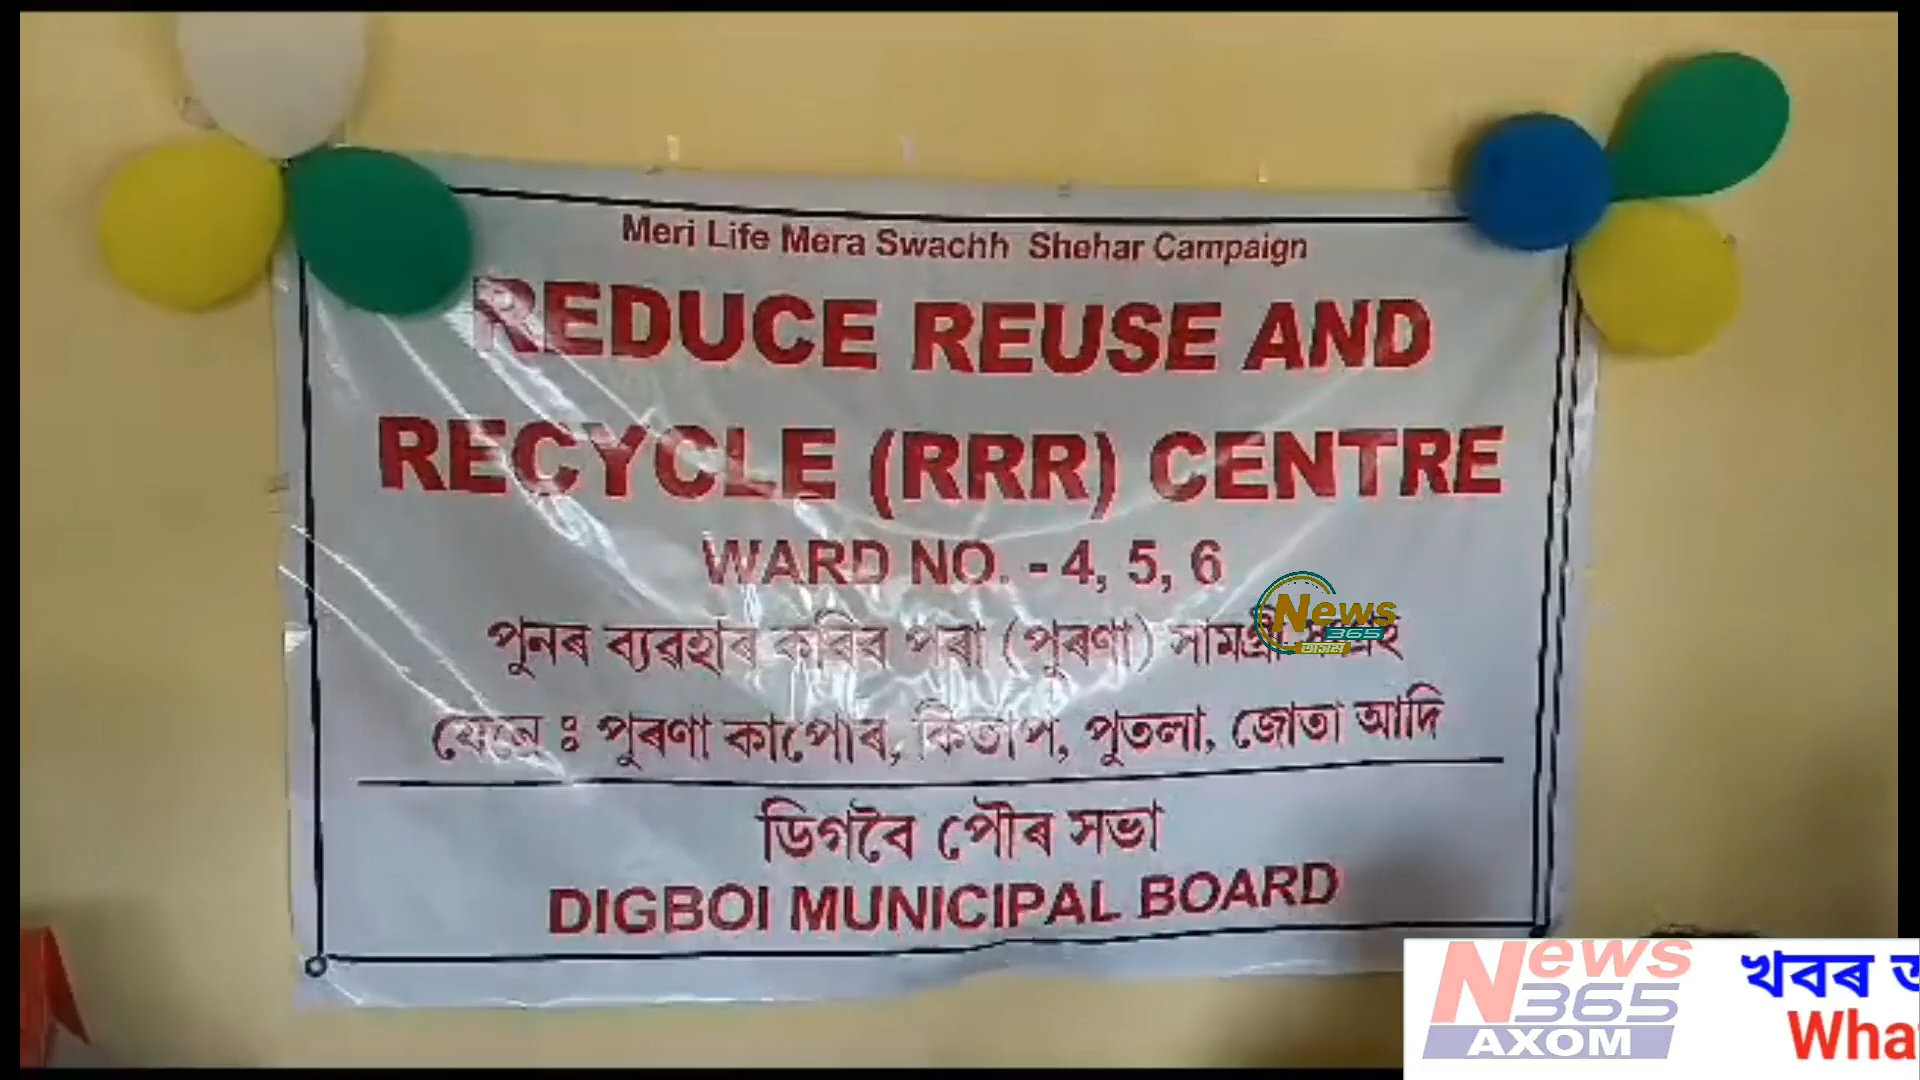 Meri Life Mera Swachh Shehar Campaign
REDUCE REUSE AND
RECYCLE (RRR) CENTRE
WARD NO. - 4, 5, 6
পুনৰ ব্যৱহাৰ কৰিব পৰা (পুৰণা) সামগ্ৰী
যেনে ঃ পুৰণা কাপোৰ, কিতাপ, পুতলা, জোতা আদি
ডিগবৈ পৌৰ সভা
DIGBOI MUNICIPAL BOARD
News
365
অসম
News
365
AXOM
খবৰ